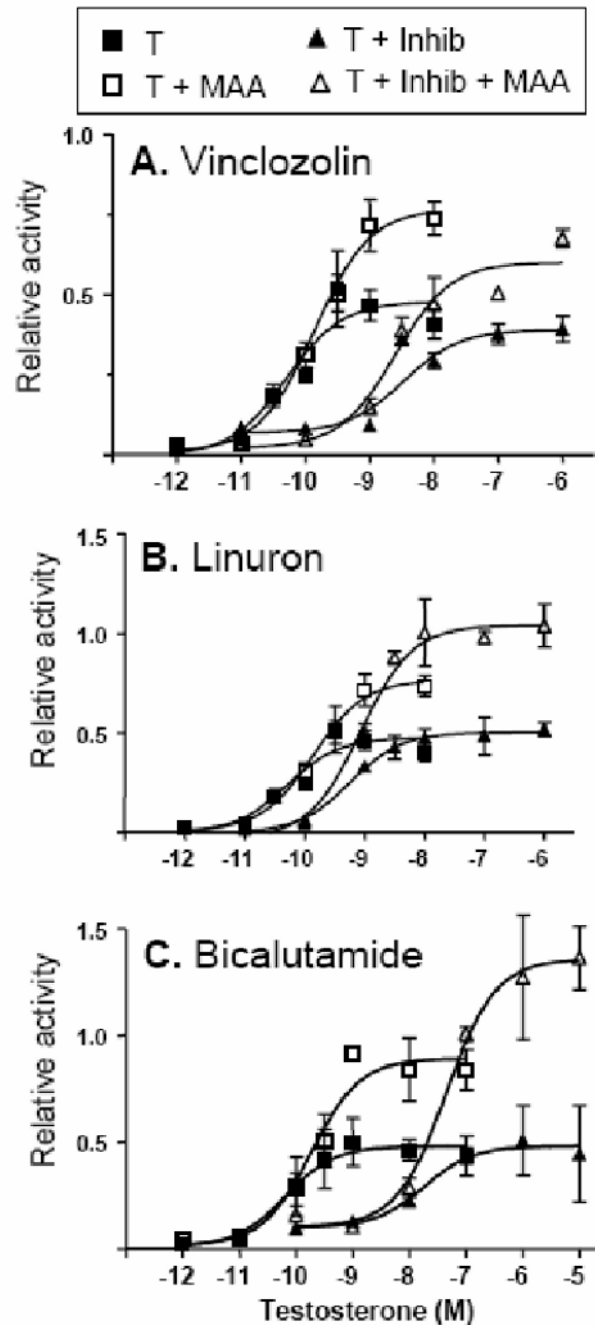 T
T + Inhib
T + MAA
T + Inhib + MAA
A. Vinclozolin
1.0
0.5
Relative activity
-12 -11 -10 -9 -8 -7 -6
B. Linuron
1.5
1.0
0.5
Relative activity
-12 -11 -10 -9 -8 -7 -6
C. Bicalutamide
1.5
1.0
0.5
Relative activity
-12 -11 -10 -9 -8 -7 -6 -5
Testosterone (M)